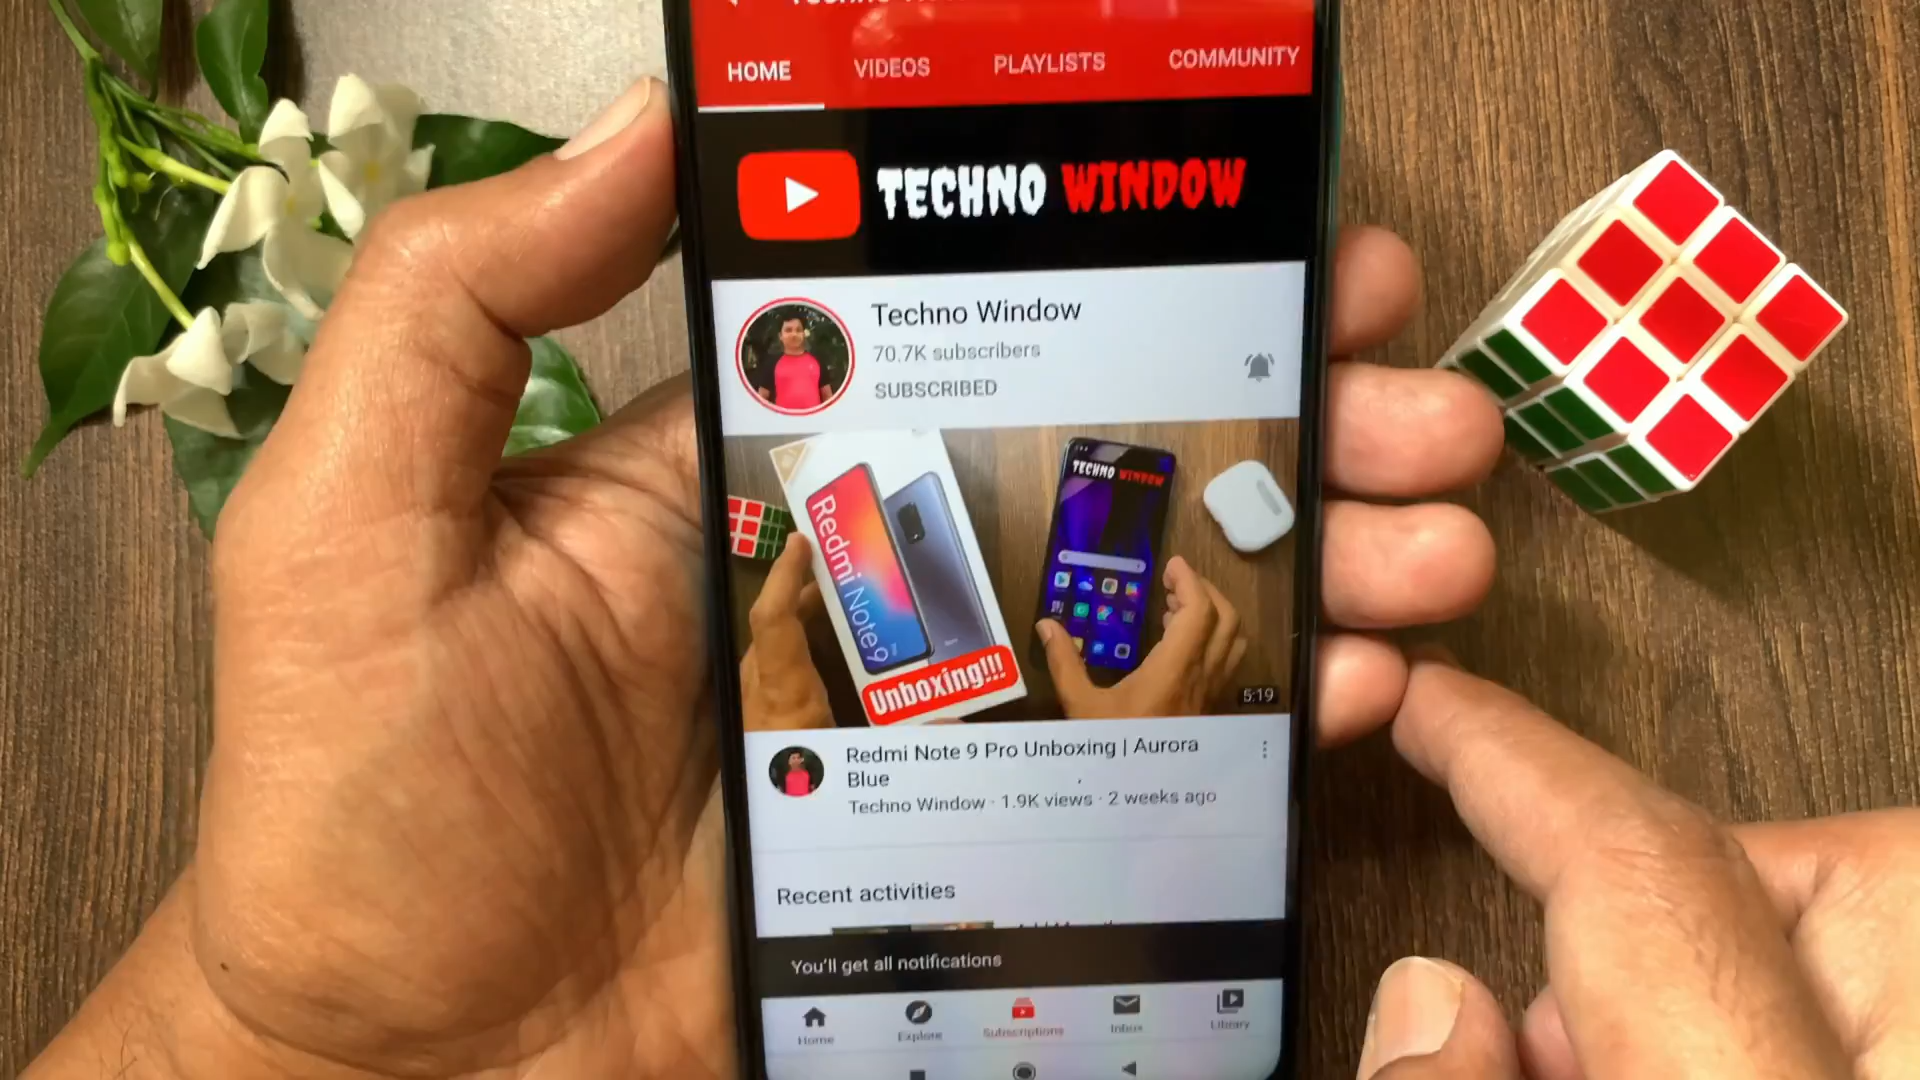 HOME VIDEOS PLAYLISTS COMMUNITY
TECHNO WINDOW
Techno Window
70.7K subscribers
SUBSCRIBED
TECHNO WINDOW
Redmi Note 9
Unboxing!!!
5:19
Redmi Note 9 Pro Unboxing | Aurora
Blue
Techno Window · 1.9K views · 2 weeks ago
Recent activities
You'll get all notifications
Home Explore Subscriptions Inbox Library